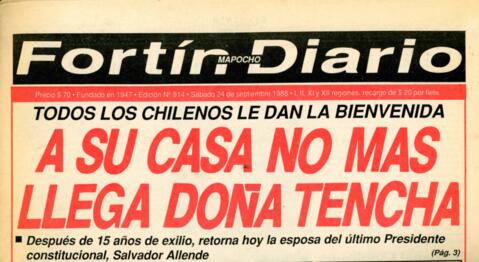 Fortín Diario
MAPOCHO
Precio $ 70 • Fundado en 1947 • Edición Nº 914 • Sábado 24 de septiembre 1988 • I, II, XI y XII regiones, recargo de $ 20 por flete
TODOS LOS CHILENOS LE DAN LA BIENVENIDA
A SU CASA NO MAS
LLEGA DOÑA TENCHA
■ Después de 15 años de exilio, retorna hoy la esposa del último Presidente
constitucional, Salvador Allende (Pág. 3)